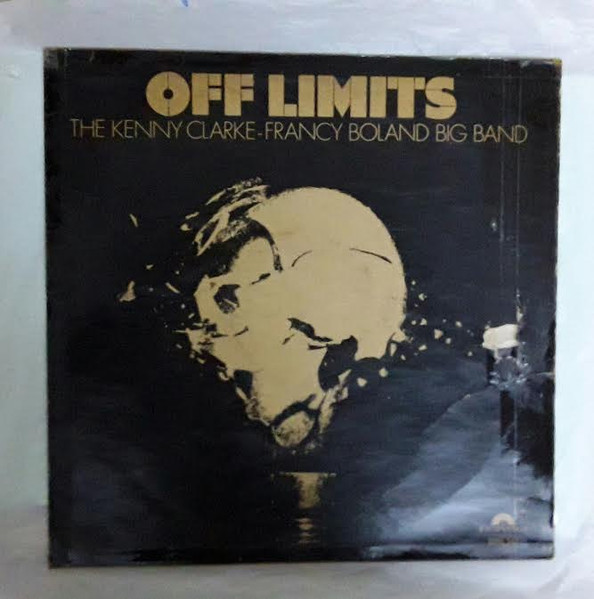 OFF LIMITS
THE KENNY CLARKE-FRANCY BOLAND BIG BAND